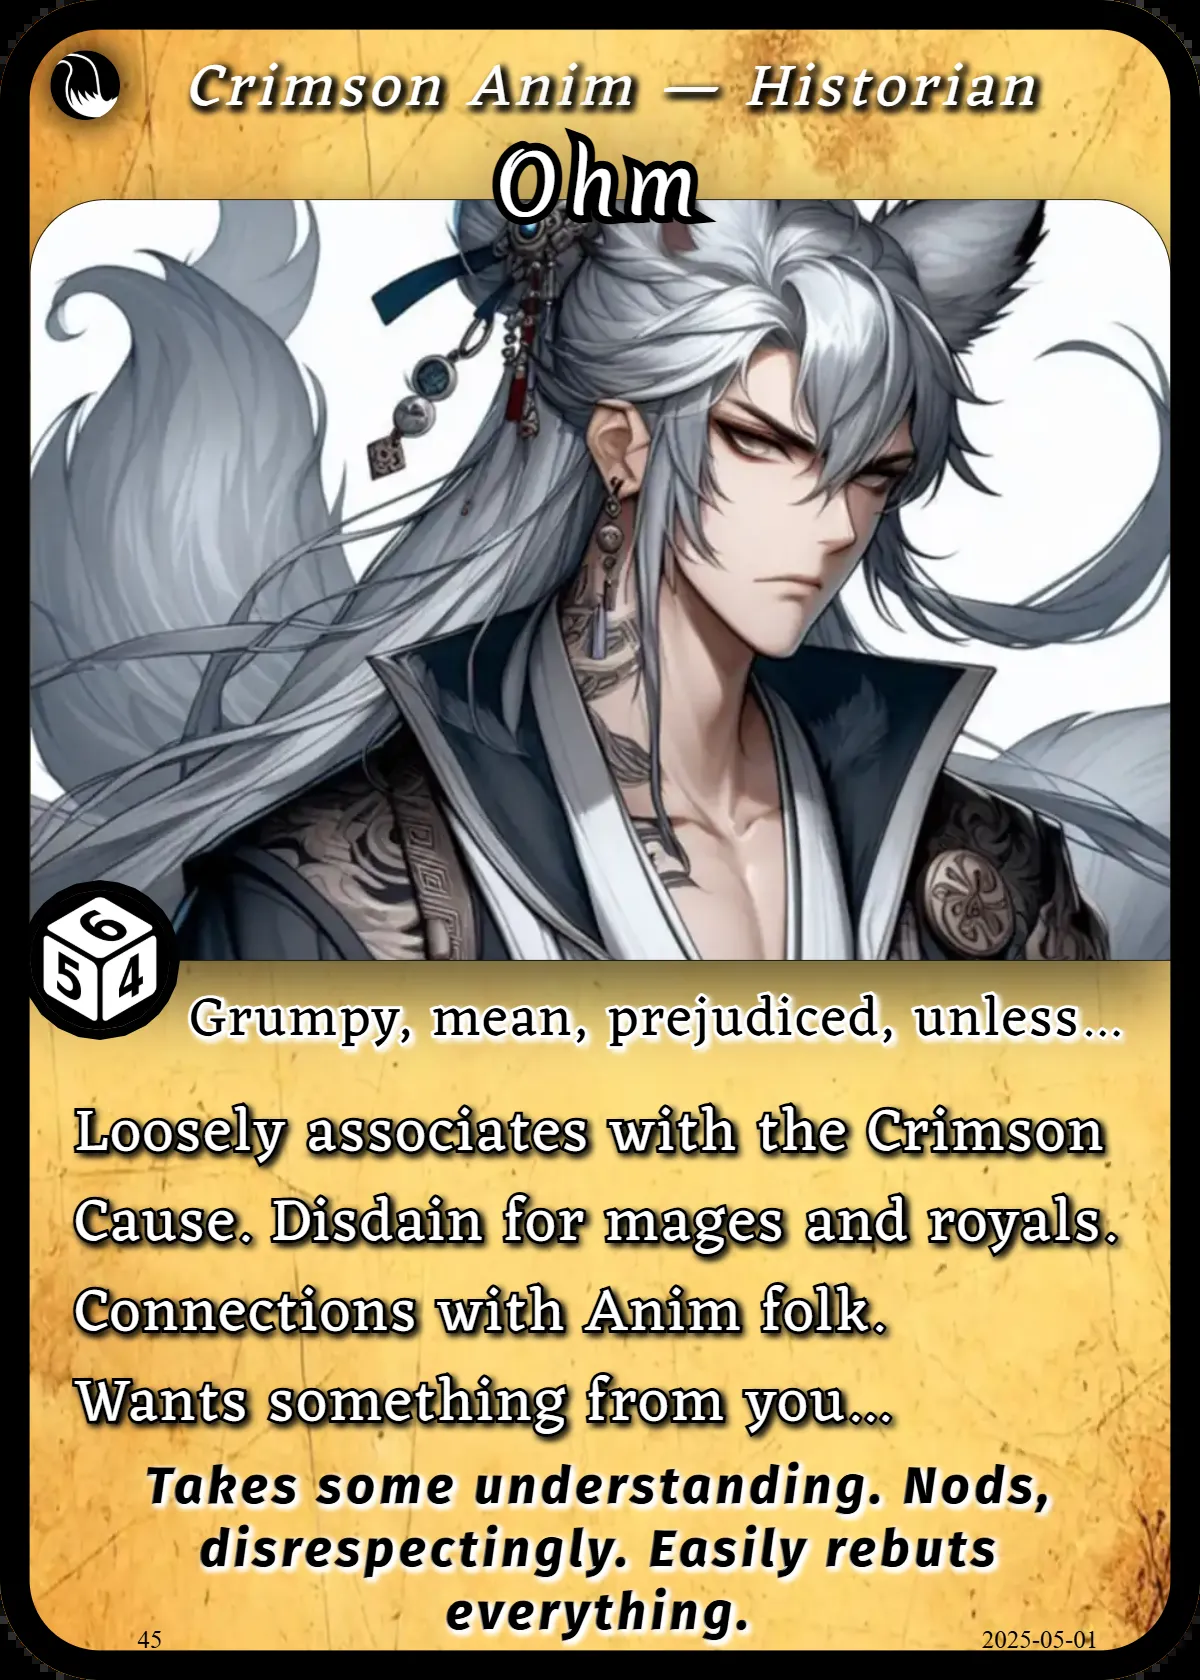 Crimson Anim — Historian
Ohm
6
5 4
Grumpy, mean, prejudiced, unless...
Loosely associates with the Crimson
Cause. Disdain for mages and royals.
Connections with Anim folk.
Wants something from you...
Takes some understanding. Nods,
disrespectingly. Easily rebuts
everything.
45 2025-05-01